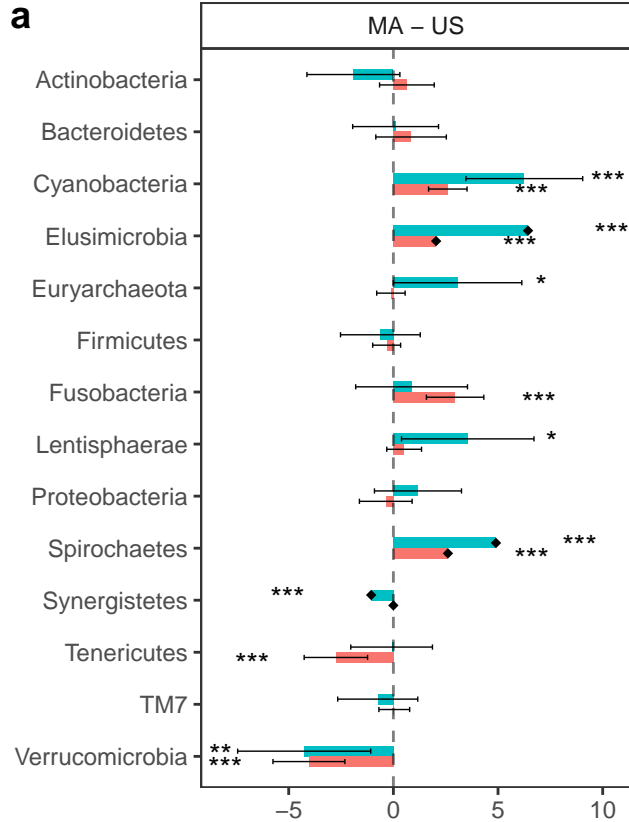 a
MA – US
Actinobacteria
Bacteroidetes
Cyanobacteria ***
***
Elusimicrobia ***
***
Euryarchaeota *
Firmicutes
Fusobacteria ***
Lentisphaerae *
Proteobacteria
Spirochaetes ***
***
Synergistetes ***
Tenericutes ***
TM7
Verrucomicrobia **
***
−5 0 5 10